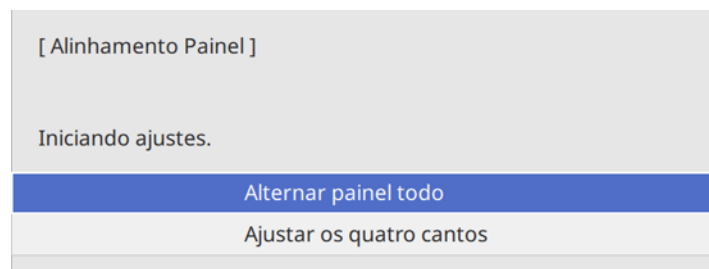 [ Alinhamento Painel ]
Iniciando ajustes.
Alternar painel todo
Ajustar os quatro cantos